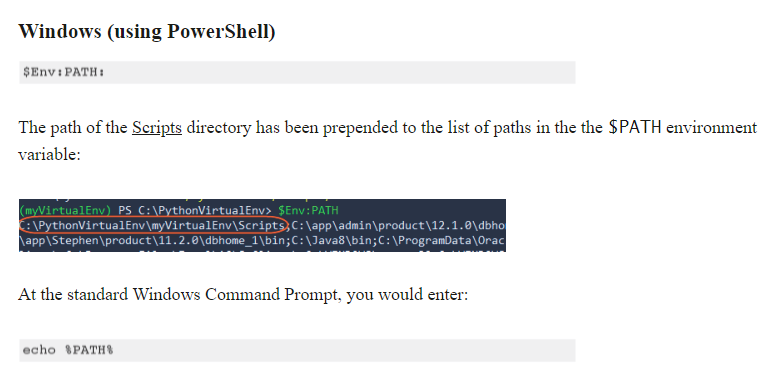 Windows (using PowerShell)
$Env:PATH:
The path of the Scripts directory has been prepended to the list of paths in the the $PATH environment
variable:
(myVirtualEnv) PS C:\PythonVirtualEnv> $Env:PATH
C:\PythonVirtualEnv\myVirtualEnv\Scripts;C:\app\admin\product\12.1.0\dbho
\app\Stephen\product\11.2.0\dbhome_1\bin;C:\Java8\bin;C:\ProgramData\Orac
At the standard Windows Command Prompt, you would enter:
echo %PATH%